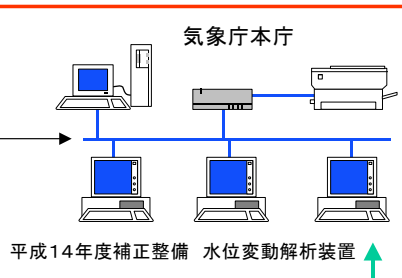 気象庁本庁
平成14年度補正整備 水位変動解析装置